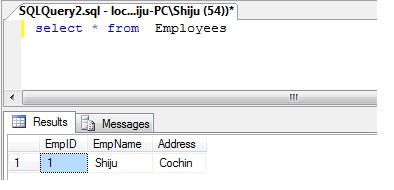 SQLQuery2.sql - loc...iju-PC\Shiju (54))*
select * from Employees
Results Messages
EmpID EmpName Address
1 1 Shiju Cochin